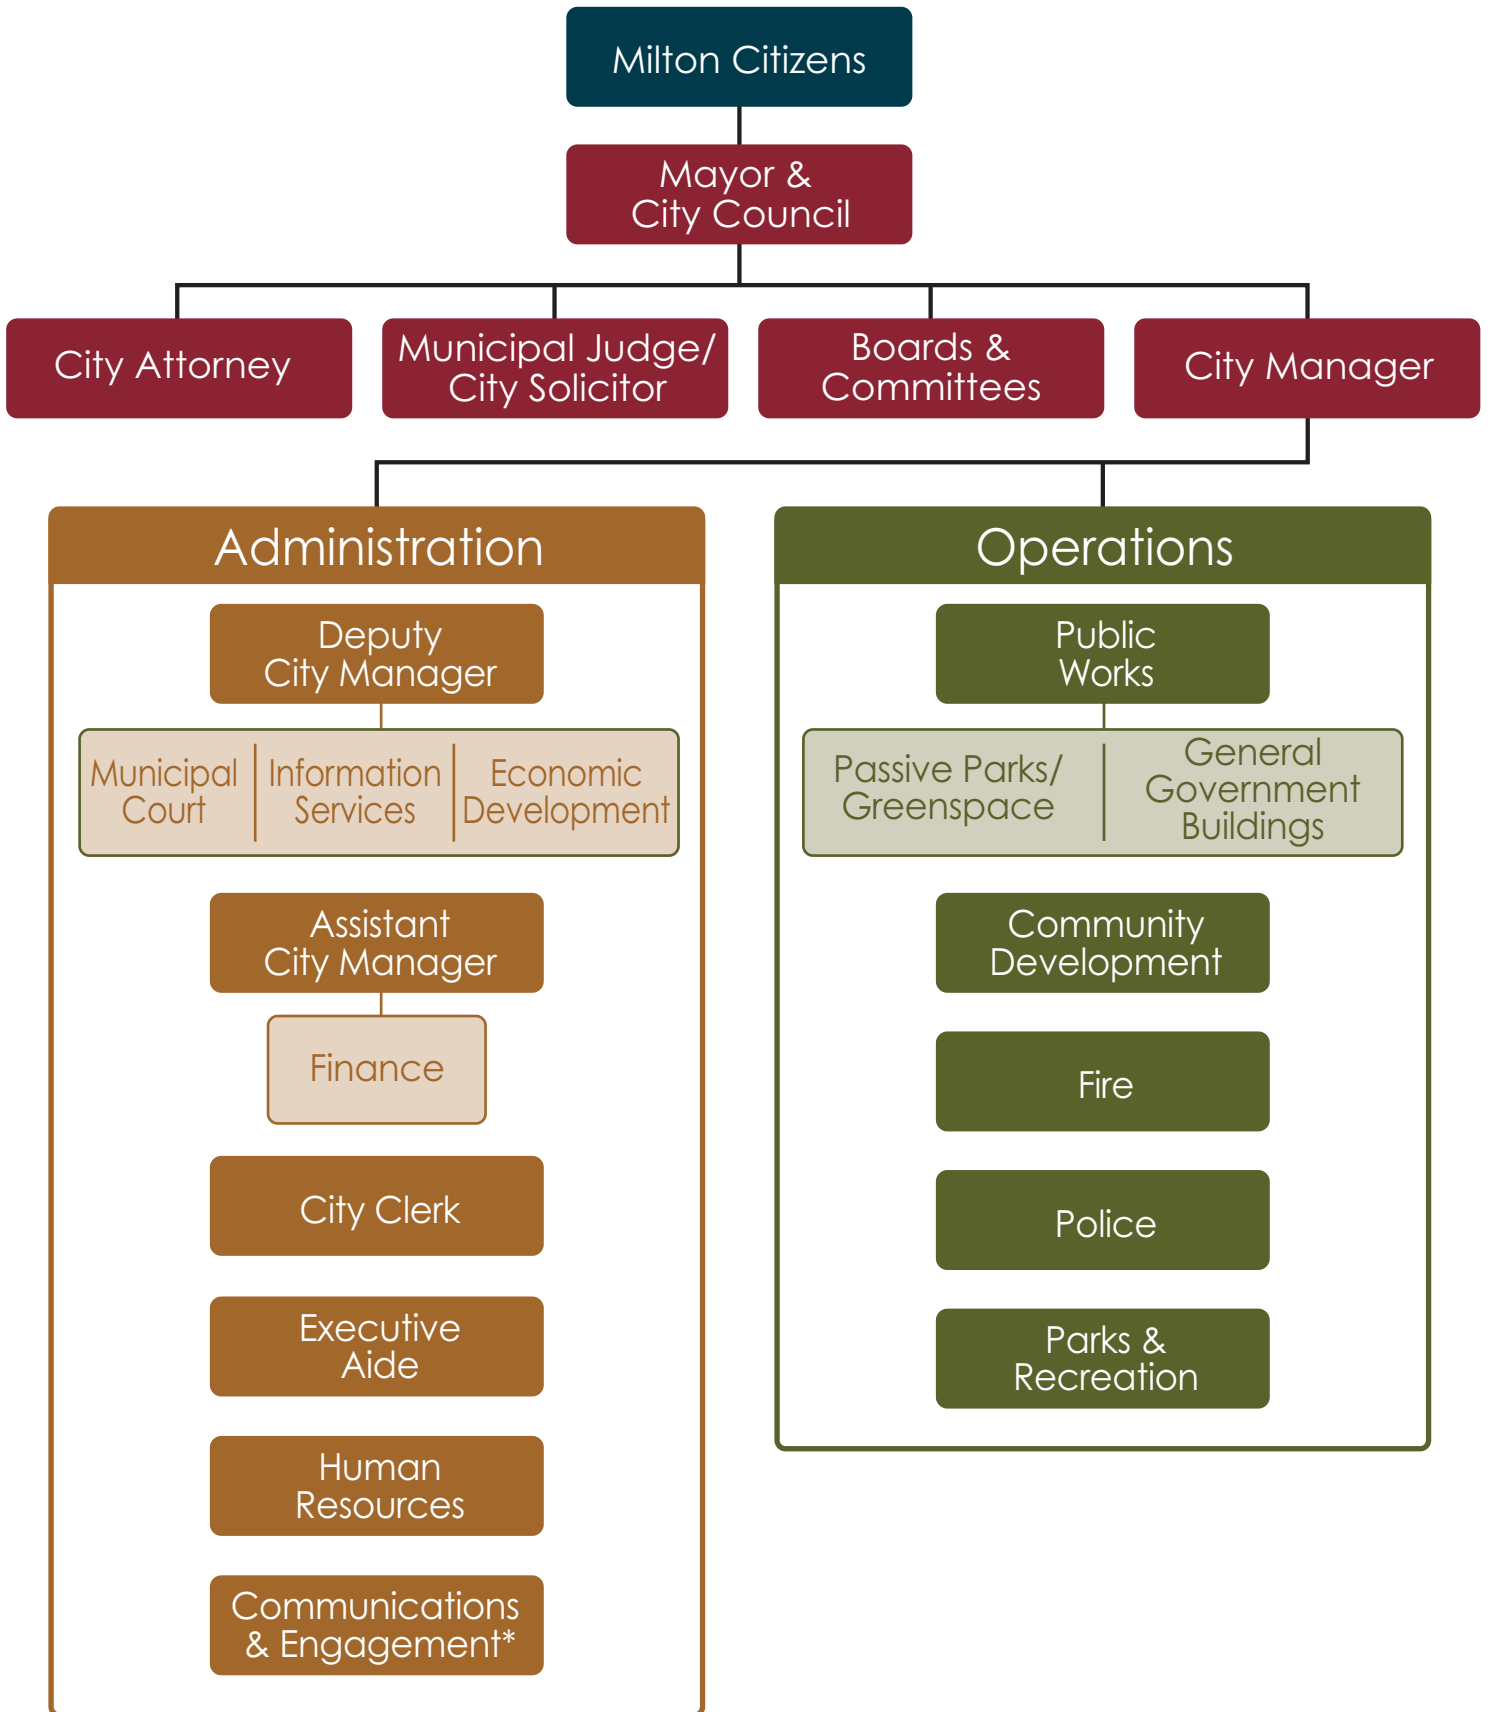 Milton Citizens
Mayor &
City Council
City Attorney
Municipal Judge/
City Solicitor
Boards &
Committees
City Manager
Administration
Deputy
City Manager
Municipal
Court
Information
Services
Economic
Development
Assistant
City Manager
Finance
City Clerk
Executive
Aide
Human
Resources
Communications
& Engagement*
Operations
Public
Works
Passive Parks/
Greenspace
General
Government
Buildings
Community
Development
Fire
Police
Parks &
Recreation